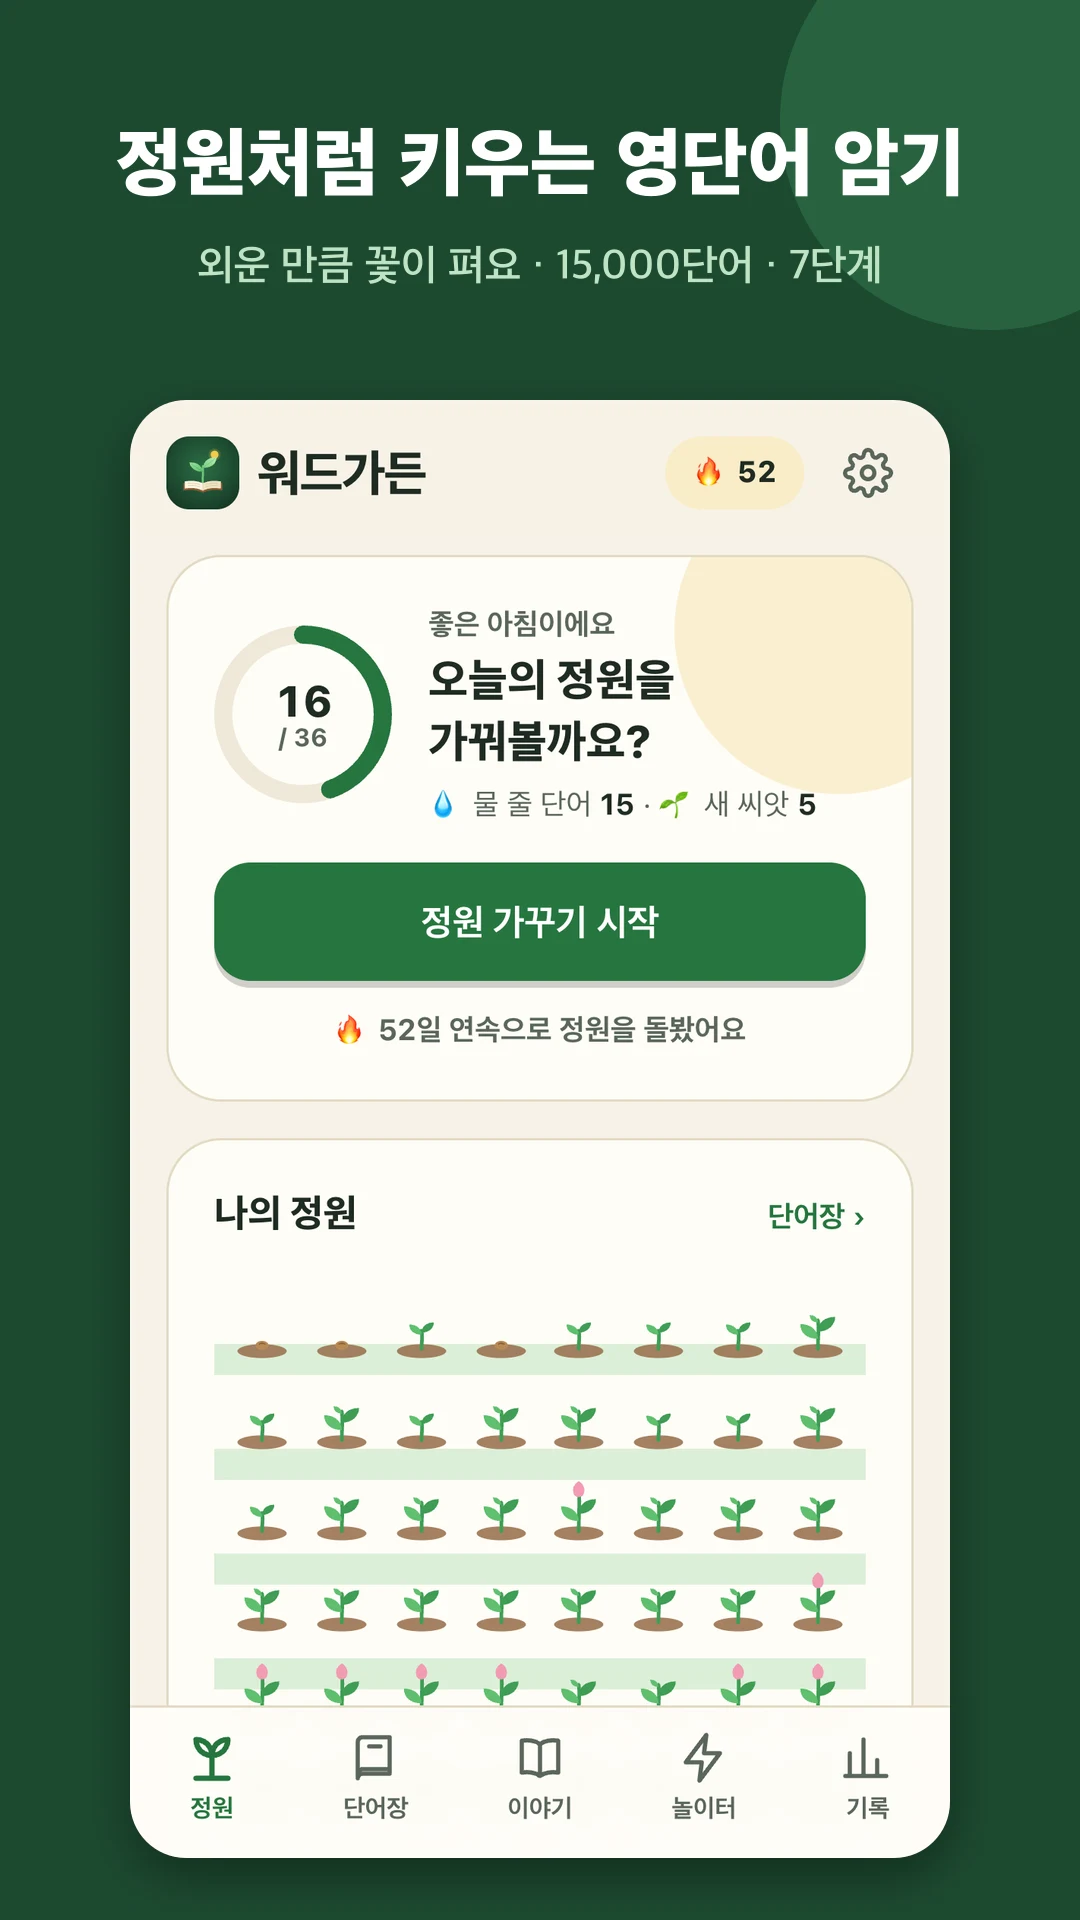 정원처럼 키우는 영단어 암기
외운 만큼 꽃이 펴요 · 15,000단어 · 7단계
워드가든
🔥 52
16
/ 36
좋은 아침이에요
오늘의 정원을
가꿔볼까요?
💧 물 줄 단어 15 · 🌱 새 씨앗 5
정원 가꾸기 시작
🔥 52일 연속으로 정원을 돌봤어요
나의 정원
단어장 ›
정원
단어장
이야기
놀이터
기록